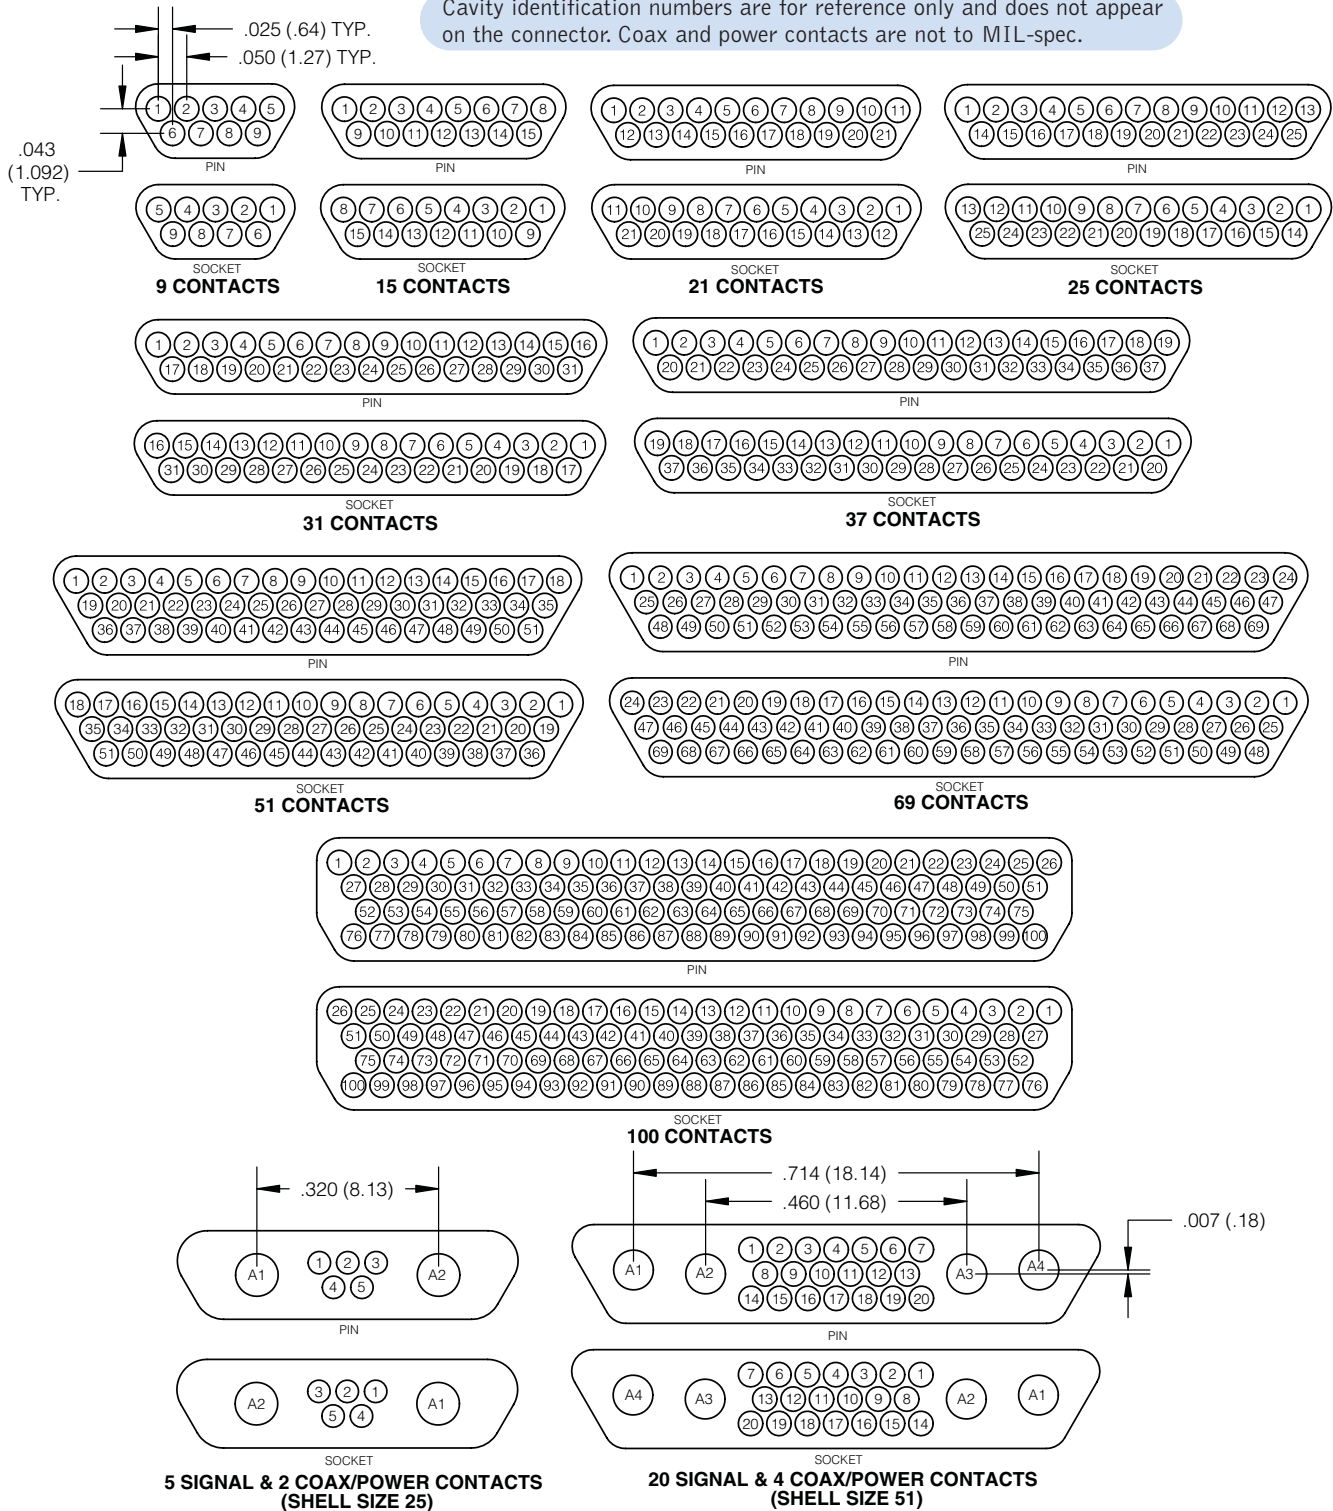 Cavity identification numbers are for reference only and does not appear
on the connector. Coax and power contacts are not to MIL-spec.
.025 (.64) TYP.
.050 (1.27) TYP.
.043
(1.092)
TYP.
1 2 3 4 5
6 7 8 9
PIN
1 2 3 4 5 6 7 8
9 10 11 12 13 14 15
PIN
1 2 3 4 5 6 7 8 9 10 11
12 13 14 15 16 17 18 19 20 21
PIN
1 2 3 4 5 6 7 8 9 10 11 12 13
14 15 16 17 18 19 20 21 22 23 24 25
PIN
5 4 3 2 1
9 8 7 6
SOCKET
9 CONTACTS
8 7 6 5 4 3 2 1
15 14 13 12 11 10 9
SOCKET
15 CONTACTS
11 10 9 8 7 6 5 4 3 2 1
21 20 19 18 17 16 15 14 13 12
SOCKET
21 CONTACTS
13 12 11 10 9 8 7 6 5 4 3 2 1
25 24 23 22 21 20 19 18 17 16 15 14
SOCKET
25 CONTACTS
1 2 3 4 5 6 7 8 9 10 11 12 13 14 15 16
17 18 19 20 21 22 23 24 25 26 27 28 29 30 31
PIN
1 2 3 4 5 6 7 8 9 10 11 12 13 14 15 16 17 18 19
20 21 22 23 24 25 26 27 28 29 30 31 32 33 34 35 36 37
PIN
16 15 14 13 12 11 10 9 8 7 6 5 4 3 2 1
31 30 29 28 27 26 25 24 23 22 21 20 19 18 17
SOCKET
31 CONTACTS
19 18 17 16 15 14 13 12 11 10 9 8 7 6 5 4 3 2 1
37 36 35 34 33 32 31 30 29 28 27 26 25 24 23 22 21 20
SOCKET
37 CONTACTS
1 2 3 4 5 6 7 8 9 10 11 12 13 14 15 16 17 18
19 20 21 22 23 24 25 26 27 28 29 30 31 32 33 34 35
36 37 38 39 40 41 42 43 44 45 46 47 48 49 50 51
PIN
1 2 3 4 5 6 7 8 9 10 11 12 13 14 15 16 17 18 19 20 21 22 23 24
25 26 27 28 29 30 31 32 33 34 35 36 37 38 39 40 41 42 43 44 45 46 47
48 49 50 51 52 53 54 55 56 57 58 59 60 61 62 63 64 65 66 67 68 69
PIN
18 17 16 15 14 13 12 11 10 9 8 7 6 5 4 3 2 1
35 34 33 32 31 30 29 28 27 26 25 24 23 22 21 20 19
51 50 49 48 47 46 45 44 43 42 41 40 39 38 37 36
SOCKET
51 CONTACTS
24 23 22 21 20 19 18 17 16 15 14 13 12 11 10 9 8 7 6 5 4 3 2 1
47 46 45 44 43 42 41 40 39 38 37 36 35 34 33 32 31 30 29 28 27 26 25
69 68 67 66 65 64 63 62 61 60 59 58 57 56 55 54 53 52 51 50 49 48
SOCKET
69 CONTACTS
1 2 3 4 5 6 7 8 9 10 11 12 13 14 15 16 17 18 19 20 21 22 23 24 25 26
27 28 29 30 31 32 33 34 35 36 37 38 39 40 41 42 43 44 45 46 47 48 49 50 51
52 53 54 55 56 57 58 59 60 61 62 63 64 65 66 67 68 69 70 71 72 73 74 75
76 77 78 79 80 81 82 83 84 85 86 87 88 89 90 91 92 93 94 95 96 97 98 99 100
PIN
26 25 24 23 22 21 20 19 18 17 16 15 14 13 12 11 10 9 8 7 6 5 4 3 2 1
51 50 49 48 47 46 45 44 43 42 41 40 39 38 37 36 35 34 33 32 31 30 29 28 27
75 74 73 72 71 70 69 68 67 66 65 64 63 62 61 60 59 58 57 56 55 54 53 52
100 99 98 97 96 95 94 93 92 91 90 89 88 87 86 85 84 83 82 81 80 79 78 77 76
SOCKET
100 CONTACTS
.320 (8.13)
A1 1 2 3 A2
4 5
PIN
.714 (18.14)
.460 (11.68)
.007 (.18)
A1 A2 1 2 3 4 5 6 7 A3 A4
8 9 10 11 12 13
14 15 16 17 18 19 20
PIN
A2 3 2 1 A1
5 4
SOCKET
5 SIGNAL & 2 COAX/POWER CONTACTS
(SHELL SIZE 25)
A4 A3 7 6 5 4 3 2 1 A2 A1
13 12 11 10 9 8
20 19 18 17 16 15 14
SOCKET
20 SIGNAL & 4 COAX/POWER CONTACTS
(SHELL SIZE 51)